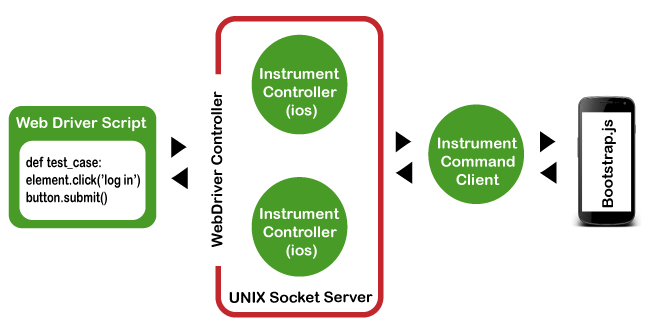 Web Driver Script
def test_case:
element.click('log in')
button.submit()
WebDriver Controller
Instrument
Controller
(ios)
Instrument
Controller
(ios)
UNIX Socket Server
Instrument
Command
Client
Bootstrap.js